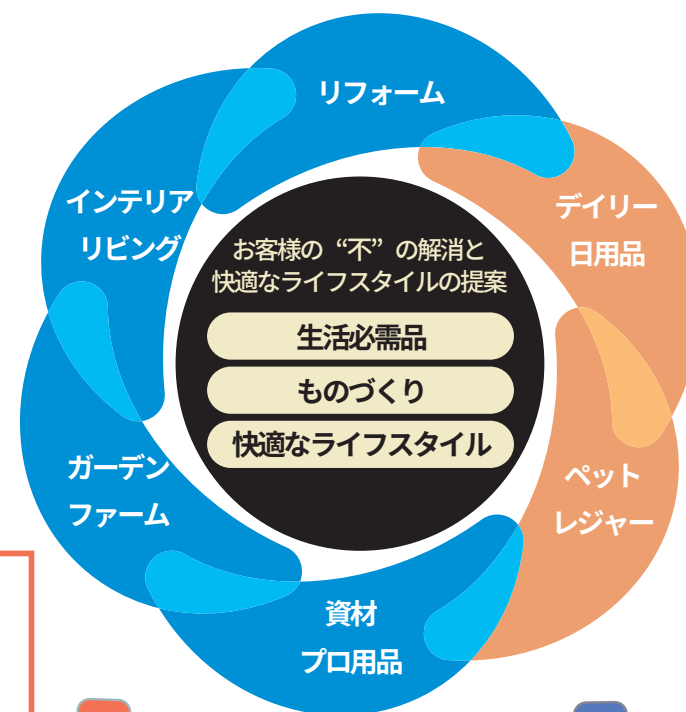 リフォーム
デイリー
日用品
ペット
レジャー
資材
プロ用品
ガーデン
ファーム
インテリア
リビング
お客様の“不”の解消と
快適なライフスタイルの提案
生活必需品
ものづくり
快適なライフスタイル